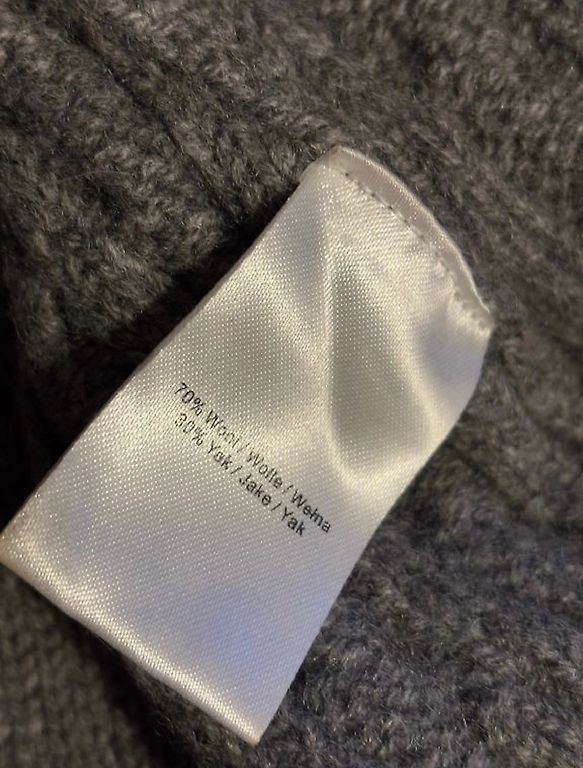 70% Wool / Wolle / Wełna
30% Yak / Jake / Yak